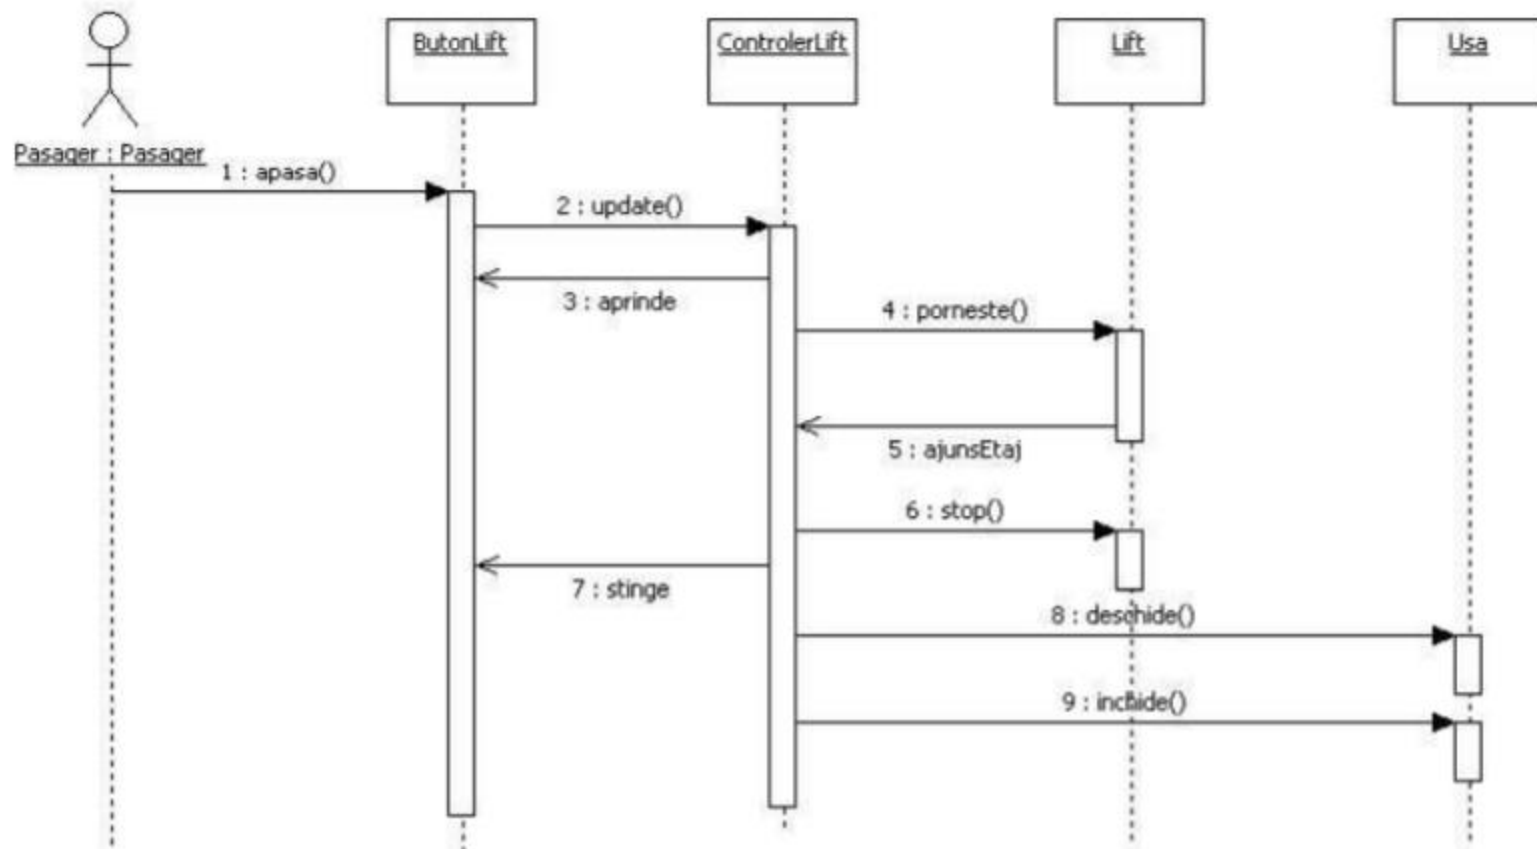 ButonLift
ControlerLift
Lift
Usa
Pasager : Pasager
1 : apasa()
2 : update()
3 : aprinde
4 : porneste()
5 : ajunsEtaj
6 : stop()
7 : stinge
8 : deschide()
9 : inchide()